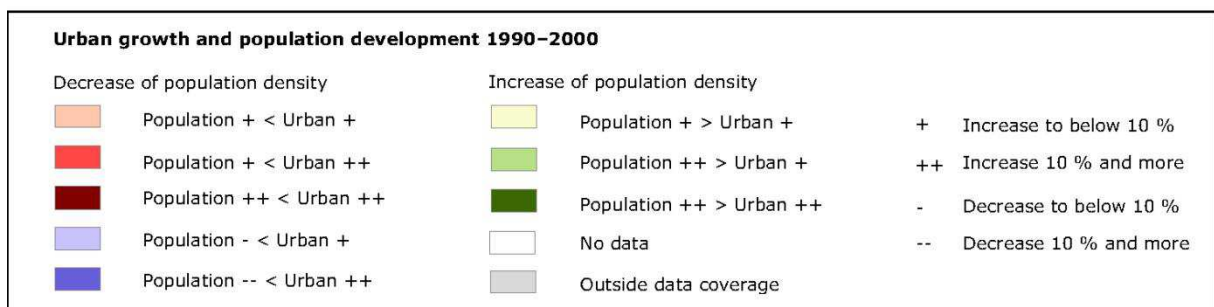 Urban growth and population development 1990–2000
Decrease of population density
Population + < Urban +
Population + < Urban ++
Population ++ < Urban ++
Population - < Urban +
Population -- < Urban ++
Increase of population density
Population + > Urban +
Population ++ > Urban +
Population ++ > Urban ++
No data
Outside data coverage
+ Increase to below 10 %
++ Increase 10 % and more
- Decrease to below 10 %
-- Decrease 10 % and more